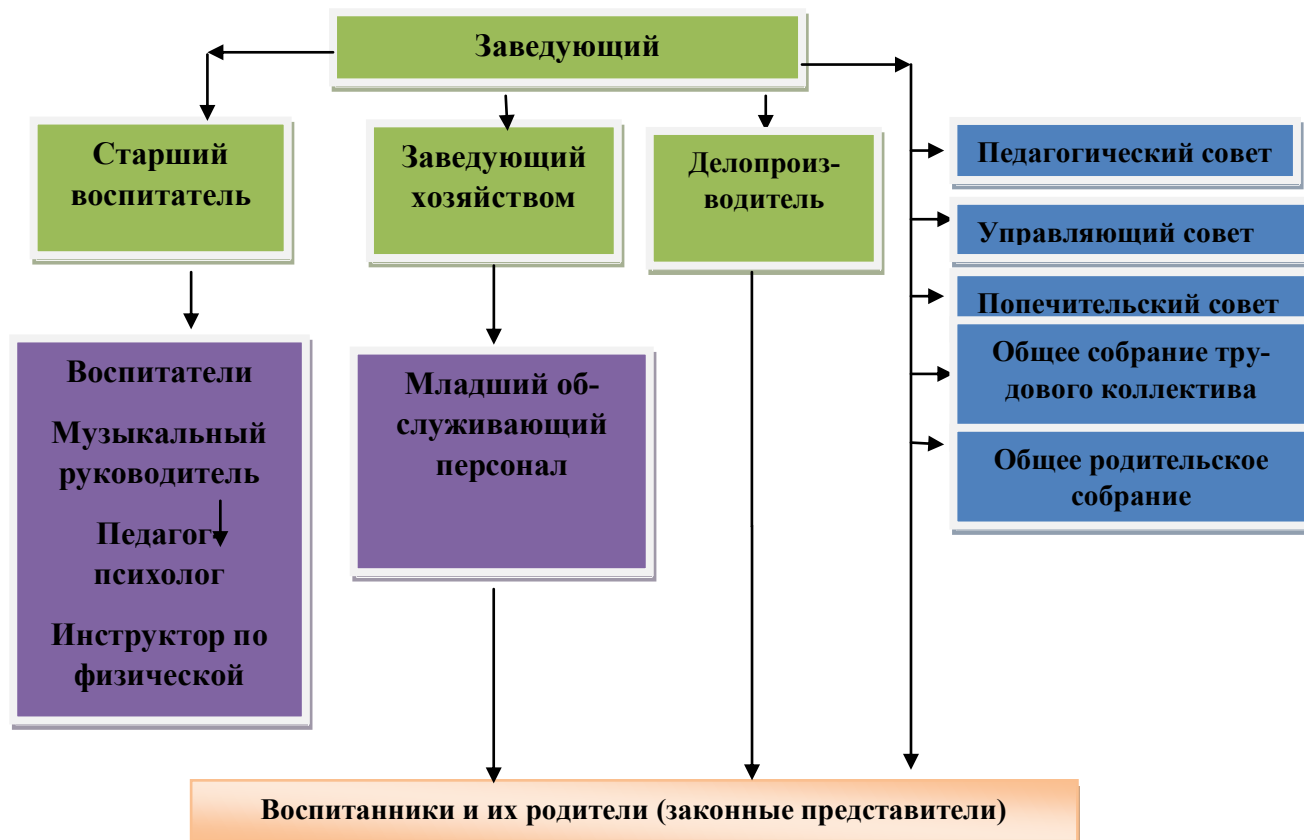 Заведующий
Старший
воспитатель
Заведующий
хозяйством
Делопроиз-
водитель
Педагогический совет
Управляющий совет
Попечительский совет
Общее собрание тру-
дового коллектива
Общее родительское
собрание
Воспитатели
Музыкальный
руководитель
Педагог-
психолог
Инструктор по
физической
Младший об-
служивающий
персонал
Воспитанники и их родители (законные представители)